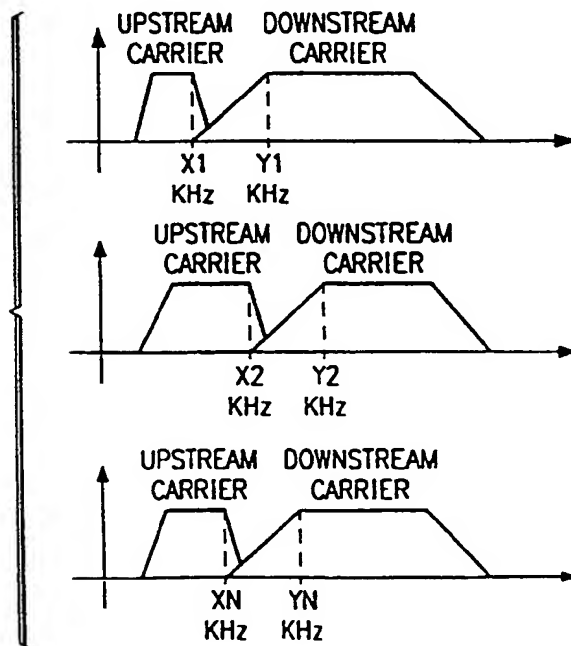 UPSTREAM DOWNSTREAM
CARRIER CARRIER
X1 Y1
KHz KHz
UPSTREAM DOWNSTREAM
CARRIER CARRIER
X2 Y2
KHz KHz
UPSTREAM DOWNSTREAM
CARRIER CARRIER
XN YN
KHz KHz